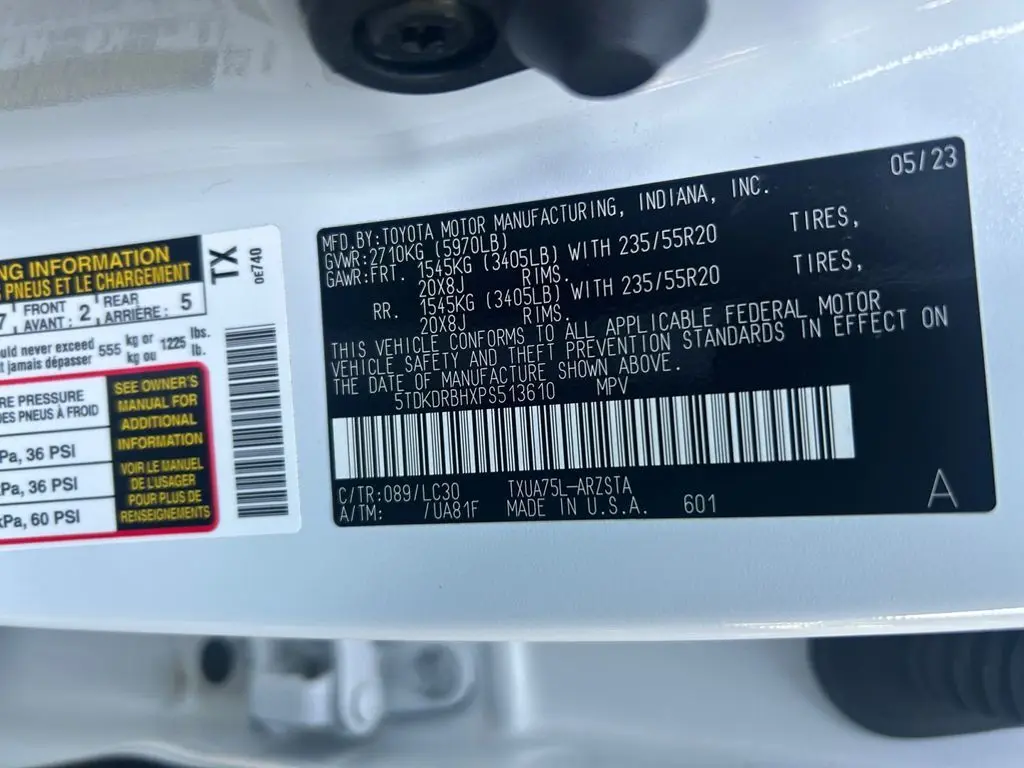 NG INFORMATION
S PNEUS ET LE CHARGEMENT
TX
0E740
7 FRONT AVANT : 2 REAR ARRIÈRE : 5
ould never exceed 555 kg or 1225 lbs.
t jamais dépasser kg ou lb.
RE PRESSURE
DES PNEUS À FROID
Pa, 36 PSI
Pa, 36 PSI
kPa, 60 PSI
SEE OWNER'S
MANUAL FOR
ADDITIONAL
INFORMATION
VOIR LE MANUEL
DE L'USAGER
POUR PLUS DE
RENSEIGNEMENTS
05/23
MFD.BY:TOYOTA MOTOR MANUFACTURING, INDIANA, INC.
GVWR:2710KG (5970LB)
GAWR:FRT. 1545KG (3405LB) WITH 235/55R20 TIRES,
20X8J RIMS.
RR. 1545KG (3405LB) WITH 235/55R20 TIRES,
20X8J RIMS.
THIS VEHICLE CONFORMS TO ALL APPLICABLE FEDERAL MOTOR
VEHICLE SAFETY AND THEFT PREVENTION STANDARDS IN EFFECT ON
THE DATE OF MANUFACTURE SHOWN ABOVE.
5TDKDRBHXPS513610 MPV
C/TR:089/LC30 TXUA75L-ARZSTA
A/TM: /UA81F MADE IN U.S.A. 601
A